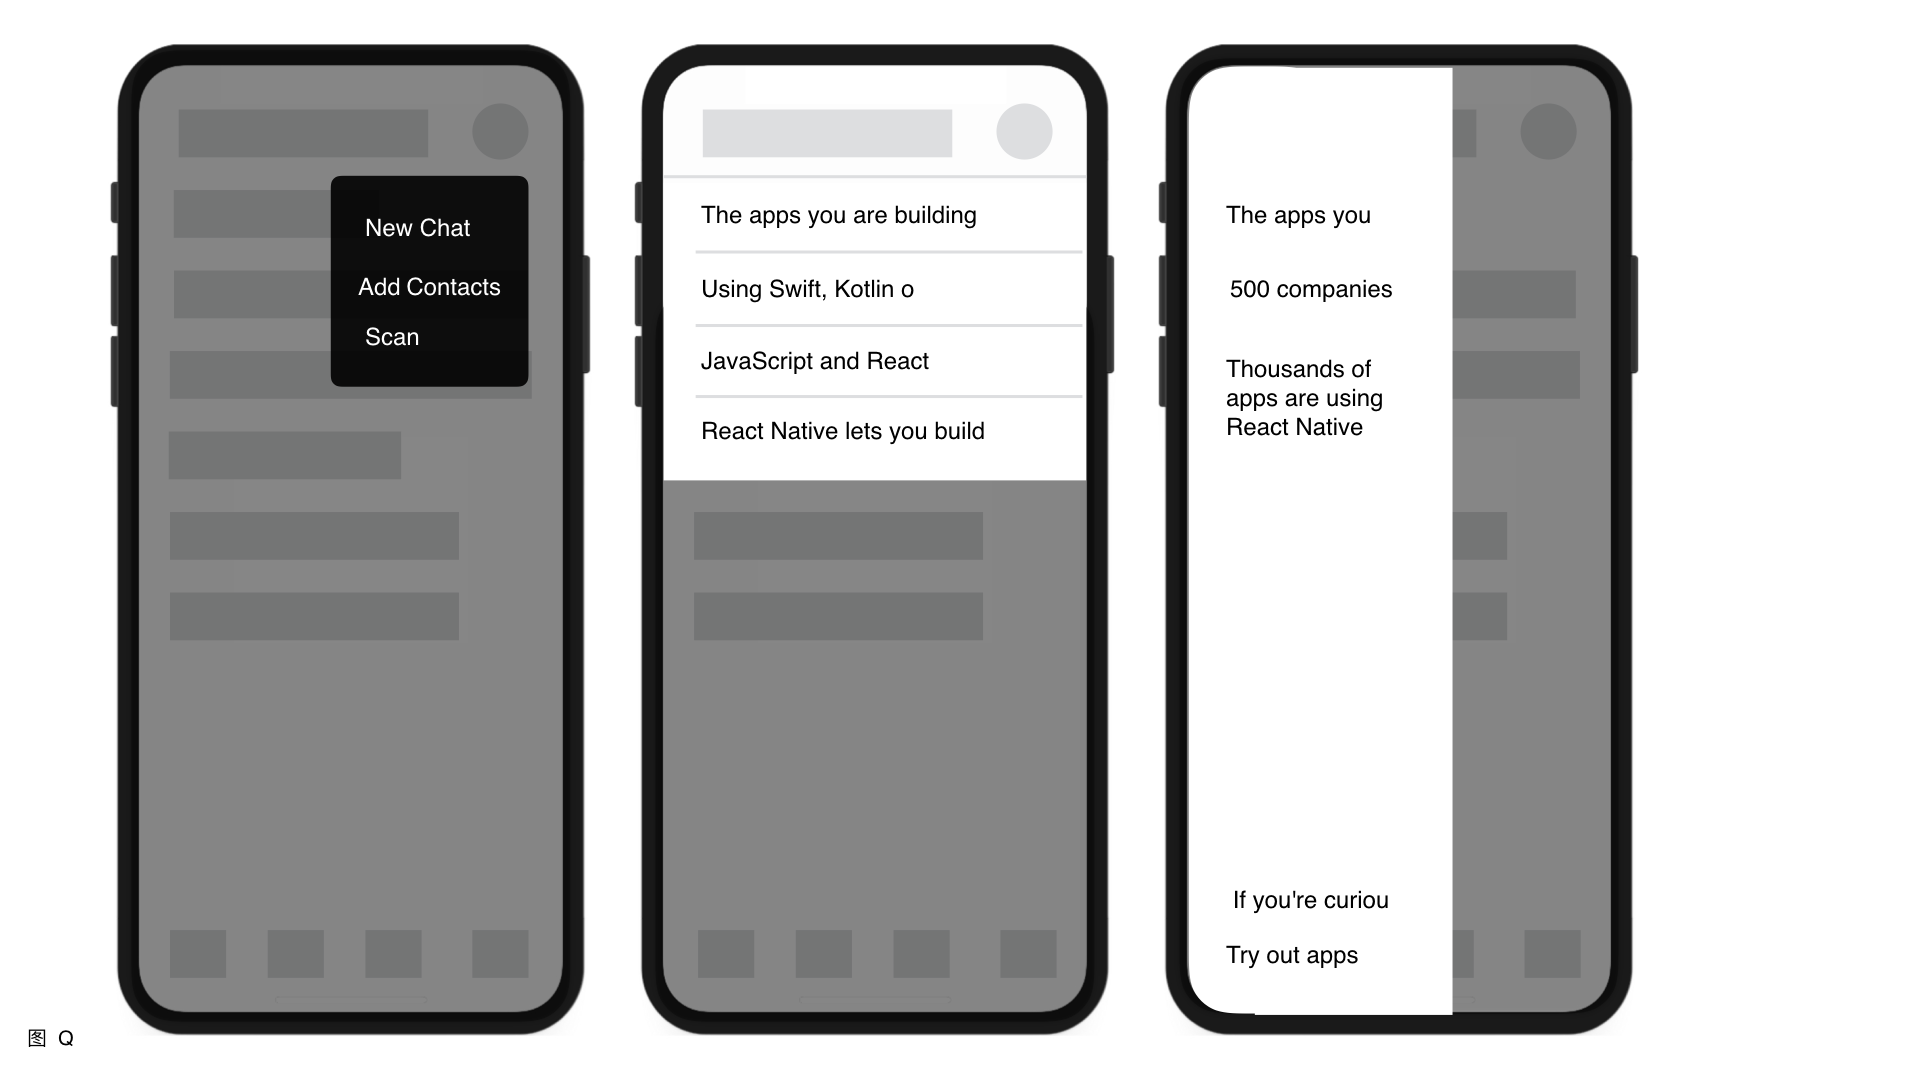 New Chat
Add Contacts
Scan
The apps you are building
Using Swift, Kotlin o
JavaScript and React
React Native lets you build
The apps you
500 companies
Thousands of
apps are using
React Native
If you're curiou
Try out apps
图 Q